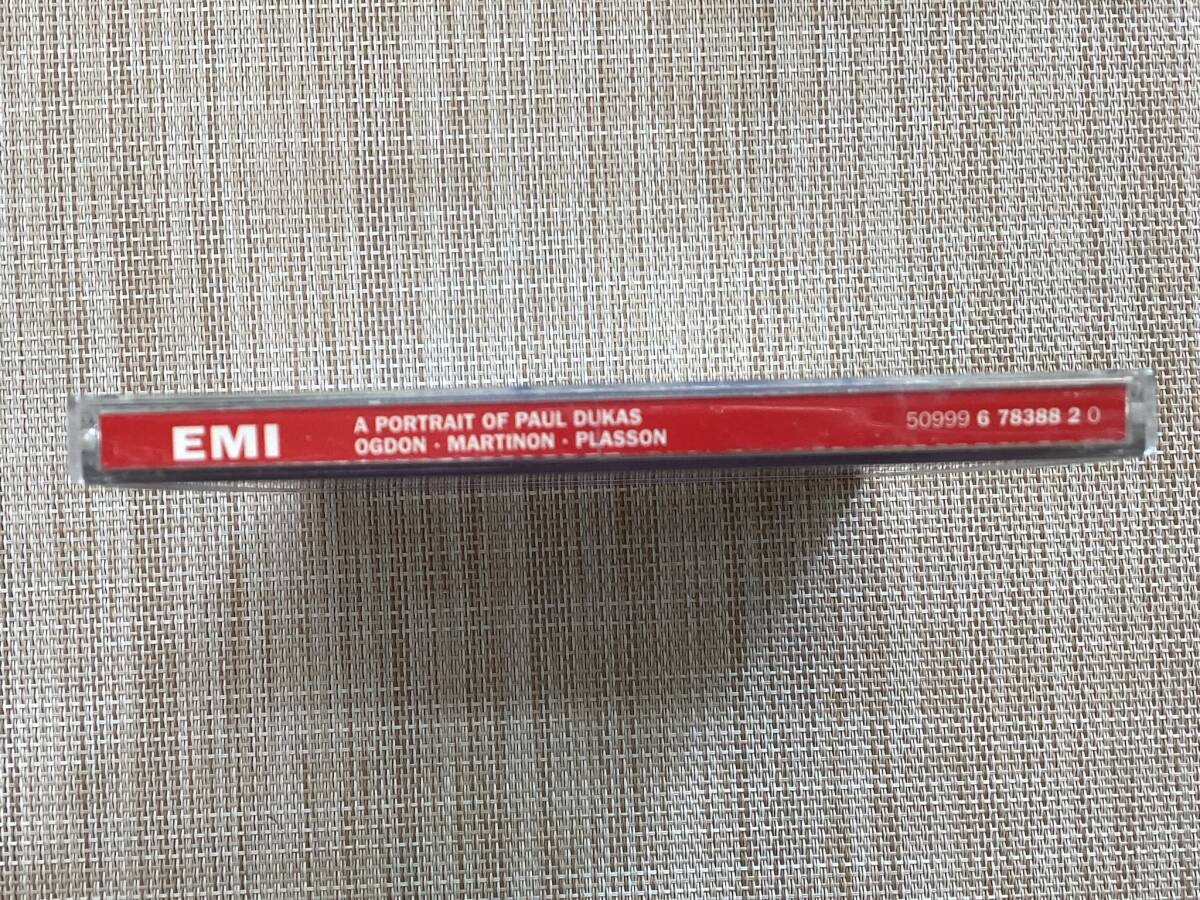 EMI
A PORTRAIT OF PAUL DUKAS
OGDON · MARTINON · PLASSON
50999 6 78388 2 0